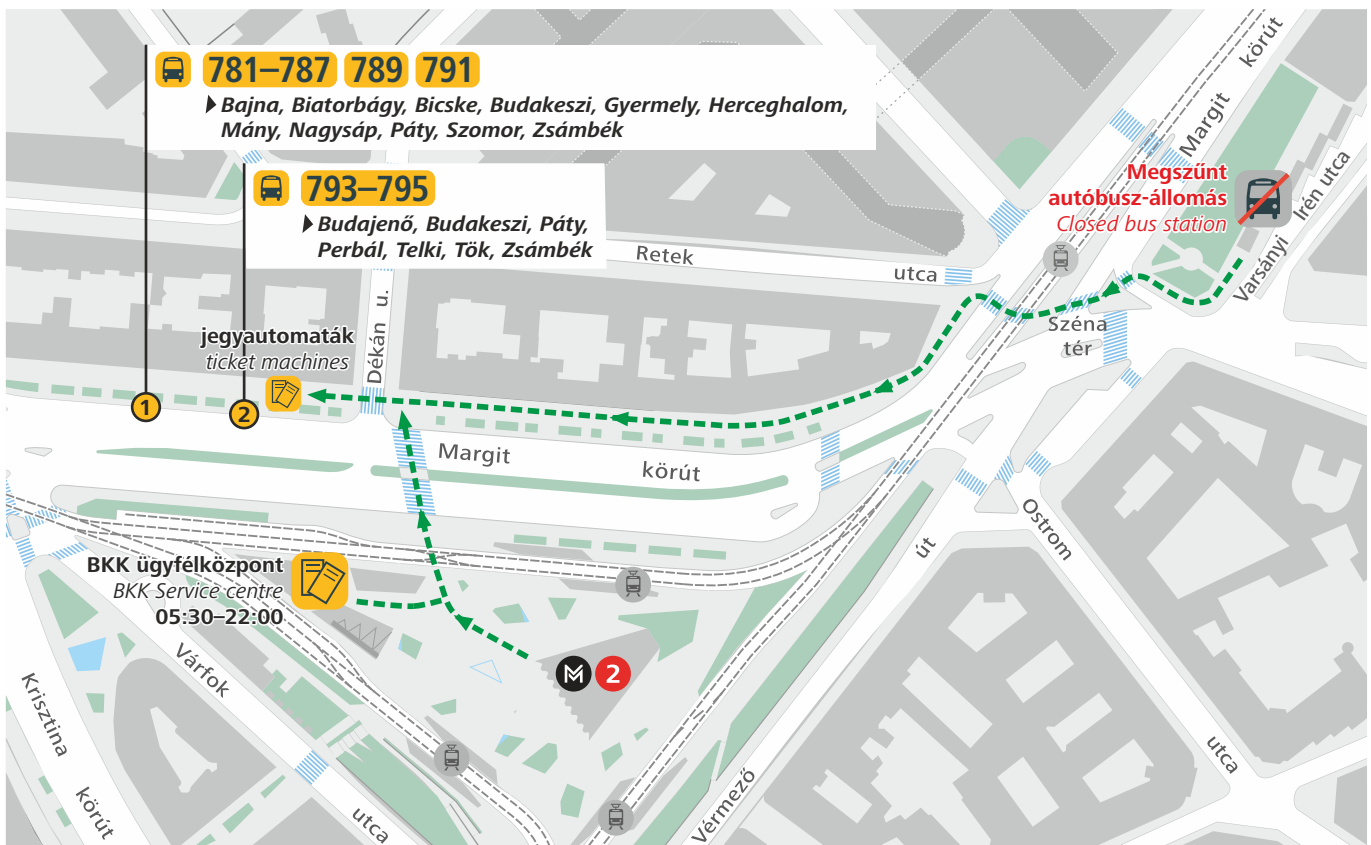 781–787 789 791
Bajna, Biatorbágy, Bicske, Budakeszi, Gyermely, Herceghalom,
Mány, Nagysáp, Páty, Szomor, Zsámbék
793–795
Budajenő, Budakeszi, Páty,
Perbál, Telki, Tök, Zsámbék
körút
Margit
Megszűnt
autóbusz-állomás
Closed bus station
Varsányi Irén utca
Retek utca
Széna
tér
jegyautomaták
ticket machines
Dékán u.
1
2
Margit körút
BKK ügyfélközpont
BKK Service centre
05:30–22:00
M 2
Ostrom utca
Vérmező út
Várfok utca
Krisztina körút